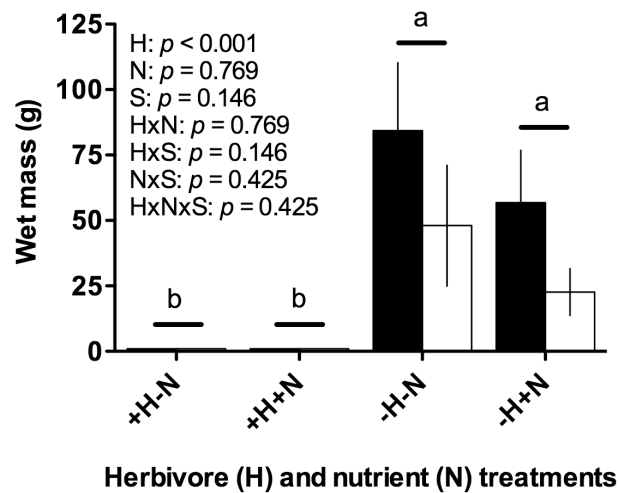 Wet mass (g)
125
100
75
50
25
0
H: p < 0.001
N: p = 0.769
S: p = 0.146
HxN: p = 0.769
HxS: p = 0.146
NxS: p = 0.425
HxNxS: p = 0.425
b
b
a
a
+H-N
+H+N
-H-N
-H+N
Herbivore (H) and nutrient (N) treatments